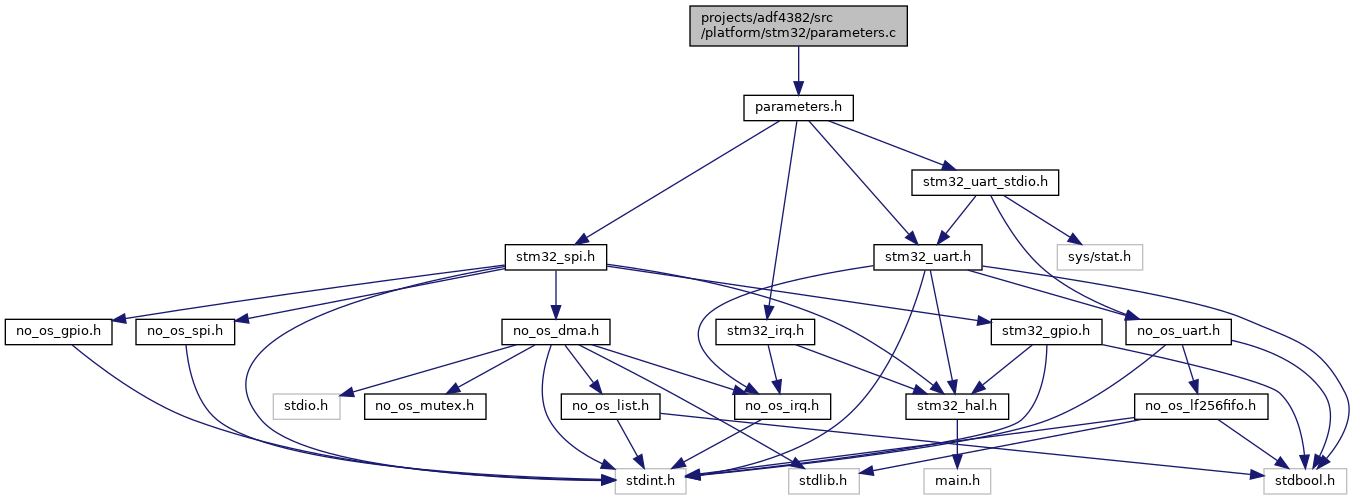 projects/adf4382/src
/platform/stm32/parameters.c
parameters.h
stm32_uart_stdio.h
stm32_spi.h
stm32_uart.h
sys/stat.h
no_os_gpio.h
no_os_spi.h
no_os_dma.h
stm32_irq.h
stm32_gpio.h
no_os_uart.h
stdio.h
no_os_mutex.h
no_os_list.h
no_os_irq.h
stm32_hal.h
no_os_lf256fifo.h
stdint.h
stdlib.h
main.h
stdbool.h